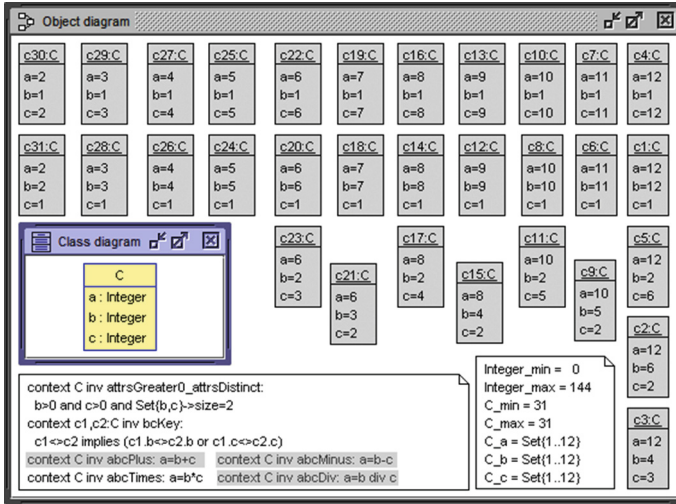 Object diagram
c30:C
a=2
b=1
c=2
c29:C
a=3
b=1
c=3
c27:C
a=4
b=1
c=4
c25:C
a=5
b=1
c=5
c22:C
a=6
b=1
c=6
c19:C
a=7
b=1
c=7
c16:C
a=8
b=1
c=8
c13:C
a=9
b=1
c=9
c10:C
a=10
b=1
c=10
c7:C
a=11
b=1
c=11
c4:C
a=12
b=1
c=12
c31:C
a=2
b=2
c=1
c28:C
a=3
b=3
c=1
c26:C
a=4
b=4
c=1
c24:C
a=5
b=5
c=1
c20:C
a=6
b=6
c=1
c18:C
a=7
b=7
c=1
c14:C
a=8
b=8
c=1
c12:C
a=9
b=9
c=1
c8:C
a=10
b=10
c=1
c6:C
a=11
b=11
c=1
c1:C
a=12
b=12
c=1
Class diagram
C
a : Integer
b : Integer
c : Integer
c23:C
a=6
b=2
c=3
c21:C
a=6
b=3
c=2
c17:C
a=8
b=2
c=4
c15:C
a=8
b=4
c=2
c11:C
a=10
b=2
c=5
c9:C
a=10
b=5
c=2
c5:C
a=12
b=2
c=6
c2:C
a=12
b=6
c=2
c3:C
a=12
b=4
c=3
context C inv attrsGreater0_attrsDistinct:
b>0 and c>0 and Set{b,c}->size=2
context c1,c2:C inv bcKey:
c1<>c2 implies (c1.b<>c2.b or c1.c<>c2.c)
context C inv abcPlus: a=b+c context C inv abcMinus: a=b-c
context C inv abcTimes: a=b*c context C inv abcDiv: a=b div c
Integer_min = 0
Integer_max = 144
C_min = 31
C_max = 31
C_a = Set{1..12}
C_b = Set{1..12}
C_c = Set{1..12}